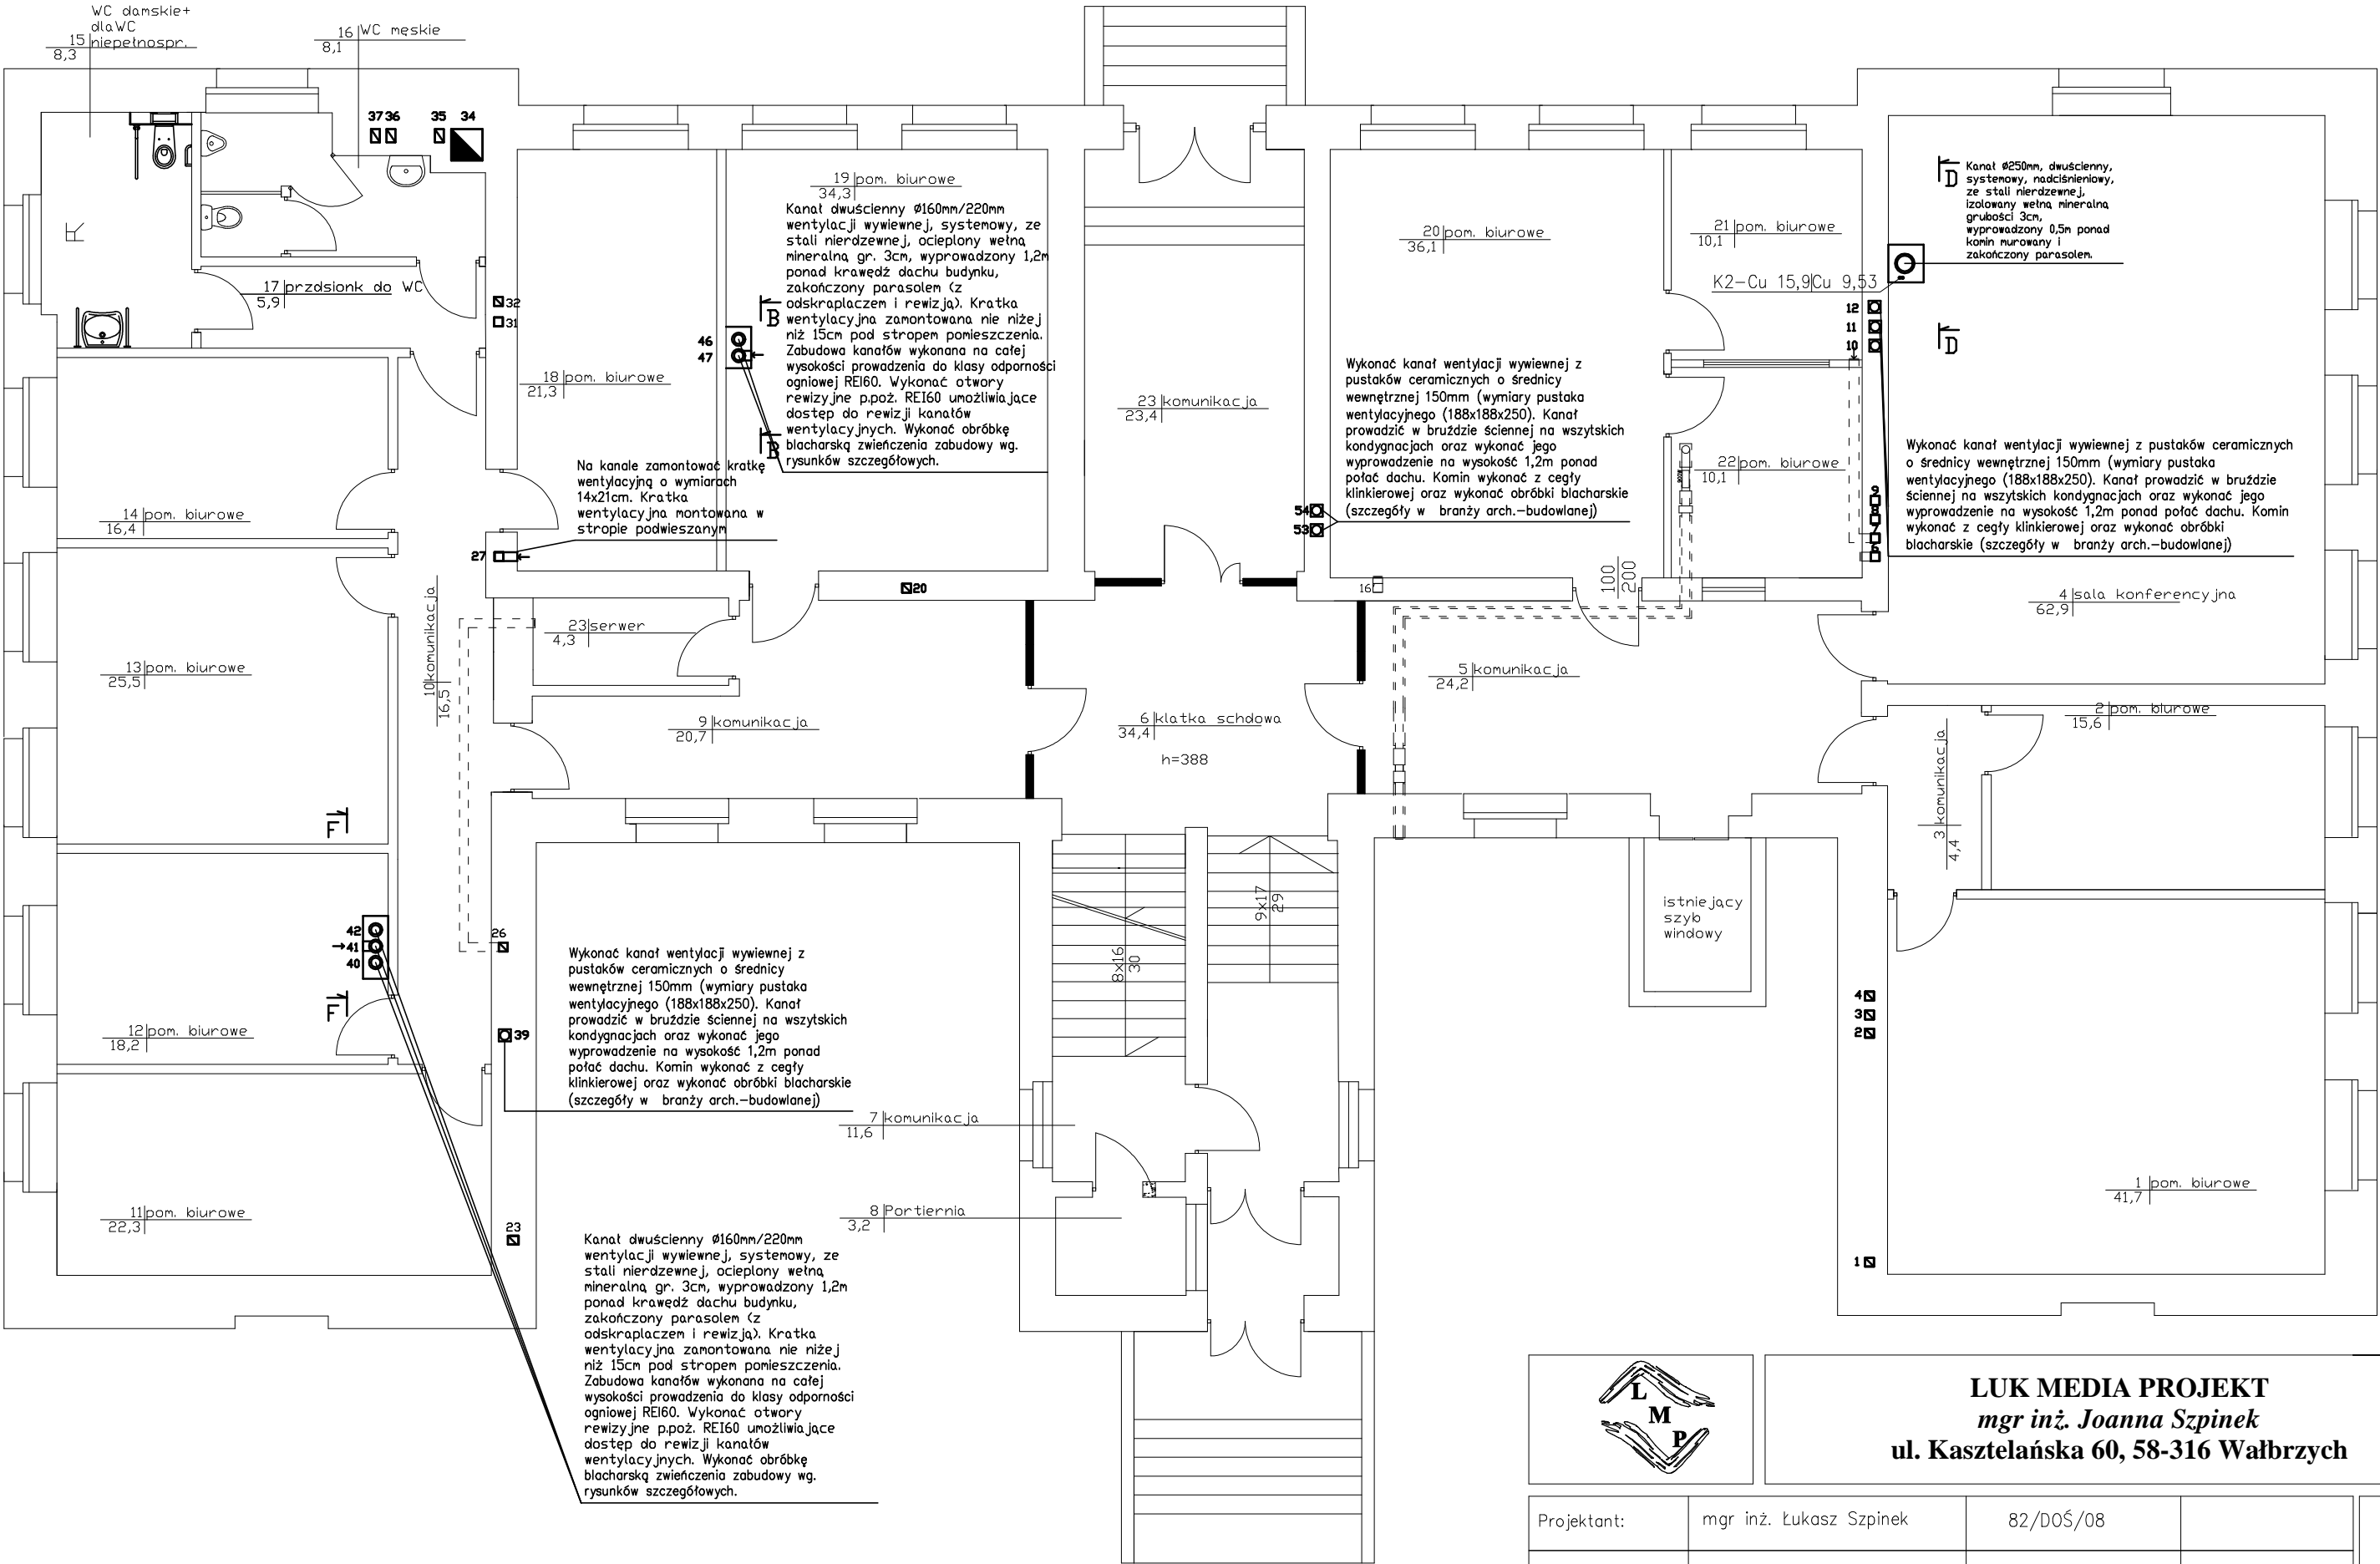 WC damskie+
dlaWC
15 niepełnospr.
8,3
16 WC męskie
8,1
37 36 35 34
17 przdsionk do WC
5,9
32
31
18 pom. biurowe
21,3
19 pom. biurowe
34,3
Kanał dwuścienny Ø160mm/220mm
wentylacji wywiewnej, systemowy, ze
stali nierdzewnej, ocieplony wełną
mineralną gr. 3cm, wyprowadzony 1,2m
ponad krawędź dachu budynku,
zakończony parasolem (z
odskraplaczem i rewizją). Kratka
wentylacyjna zamontowana nie niżej
niż 15cm pod stropem pomieszczenia.
Zabudowa kanałów wykonana na całej
wysokości prowadzenia do klasy odporności
ogniowej REI60. Wykonać otwory
rewizyjne p.poż. REI60 umożliwiające
dostęp do rewizji kanałów
wentylacyjnych. Wykonać obróbkę
blacharską zwieńczenia zabudowy wg.
rysunków szczegółowych.
B
B
46
47
Na kanale zamontować kratkę
wentylacyjną o wymiarach
14x21cm. Kratka
wentylacyjna montowana w
stropie podwieszanym
27
20
23 komunikacja
23,4
20 pom. biurowe
36,1
21 pom. biurowe
10,1
K2-Cu 15,9 Cu 9,53
Kanał Ø250mm, dwuścienny,
systemowy, nadciśnieniowy,
ze stali nierdzewnej,
izolowany wełną mineralną
grubości 3cm,
wyprowadzony 0,5m ponad
komin murowany i
zakończony parasolem.
D
D
12
11
10
Wykonać kanał wentylacji wywiewnej z
pustaków ceramicznych o średnicy
wewnętrznej 150mm (wymiary pustaka
wentylacyjnego (188x188x250). Kanał
prowadzić w bruździe ściennej na wszytskich
kondygnacjach oraz wykonać jego
wyprowadzenie na wysokość 1,2m ponad
połać dachu. Komin wykonać z cegły
klinkierowej oraz wykonać obróbki blacharskie
(szczegóły w branży arch.-budowlanej)
54
53
22 pom. biurowe
10,1
9
8
7
6
Wykonać kanał wentylacji wywiewnej z pustaków ceramicznych
o średnicy wewnętrznej 150mm (wymiary pustaka
wentylacyjnego (188x188x250). Kanał prowadzić w bruździe
ściennej na wszytskich kondygnacjach oraz wykonać jego
wyprowadzenie na wysokość 1,2m ponad połać dachu. Komin
wykonać z cegły klinkierowej oraz wykonać obróbki
blacharskie (szczegóły w branży arch.-budowlanej)
16
100
200
4 sala konferencyjna
62,9
14 pom. biurowe
16,4
13 pom. biurowe
25,5
10 komunikacja
16,5
23 serwer
4,3
9 komunikacja
20,7
6 klatka schdowa
34,4
h=388
5 komunikacja
24,2
2 pom. biurowe
15,6
3 komunikacja
4,4
F
F
42
41
40
26
39
12 pom. biurowe
18,2
11 pom. biurowe
22,3
23
Wykonać kanał wentylacji wywiewnej z
pustaków ceramicznych o średnicy
wewnętrznej 150mm (wymiary pustaka
wentylacyjnego (188x188x250). Kanał
prowadzić w bruździe ściennej na wszytskich
kondygnacjach oraz wykonać jego
wyprowadzenie na wysokość 1,2m ponad
połać dachu. Komin wykonać z cegły
klinkierowej oraz wykonać obróbki blacharskie
(szczegóły w branży arch.-budowlanej)
8x16
30
9x17
29
istniejący
szyb
windowy
7 komunikacja
11,6
8 Portiernia
3,2
4
3
2
1
1 pom. biurowe
41,7
Kanał dwuścienny Ø160mm/220mm
wentylacji wywiewnej, systemowy, ze
stali nierdzewnej, ocieplony wełną
mineralną gr. 3cm, wyprowadzony 1,2m
ponad krawędź dachu budynku,
zakończony parasolem (z
odskraplaczem i rewizją). Kratka
wentylacyjna zamontowana nie niżej
niż 15cm pod stropem pomieszczenia.
Zabudowa kanałów wykonana na całej
wysokości prowadzenia do klasy odporności
ogniowej REI60. Wykonać otwory
rewizyjne p.poż. REI60 umożliwiające
dostęp do rewizji kanałów
wentylacyjnych. Wykonać obróbkę
blacharską zwieńczenia zabudowy wg.
rysunków szczegółowych.
L
M
P
LUK MEDIA PROJEKT
mgr inż. Joanna Szpinek
ul. Kasztelańska 60, 58-316 Wałbrzych
Projektant: mgr inż. Łukasz Szpinek 82/DOŚ/08